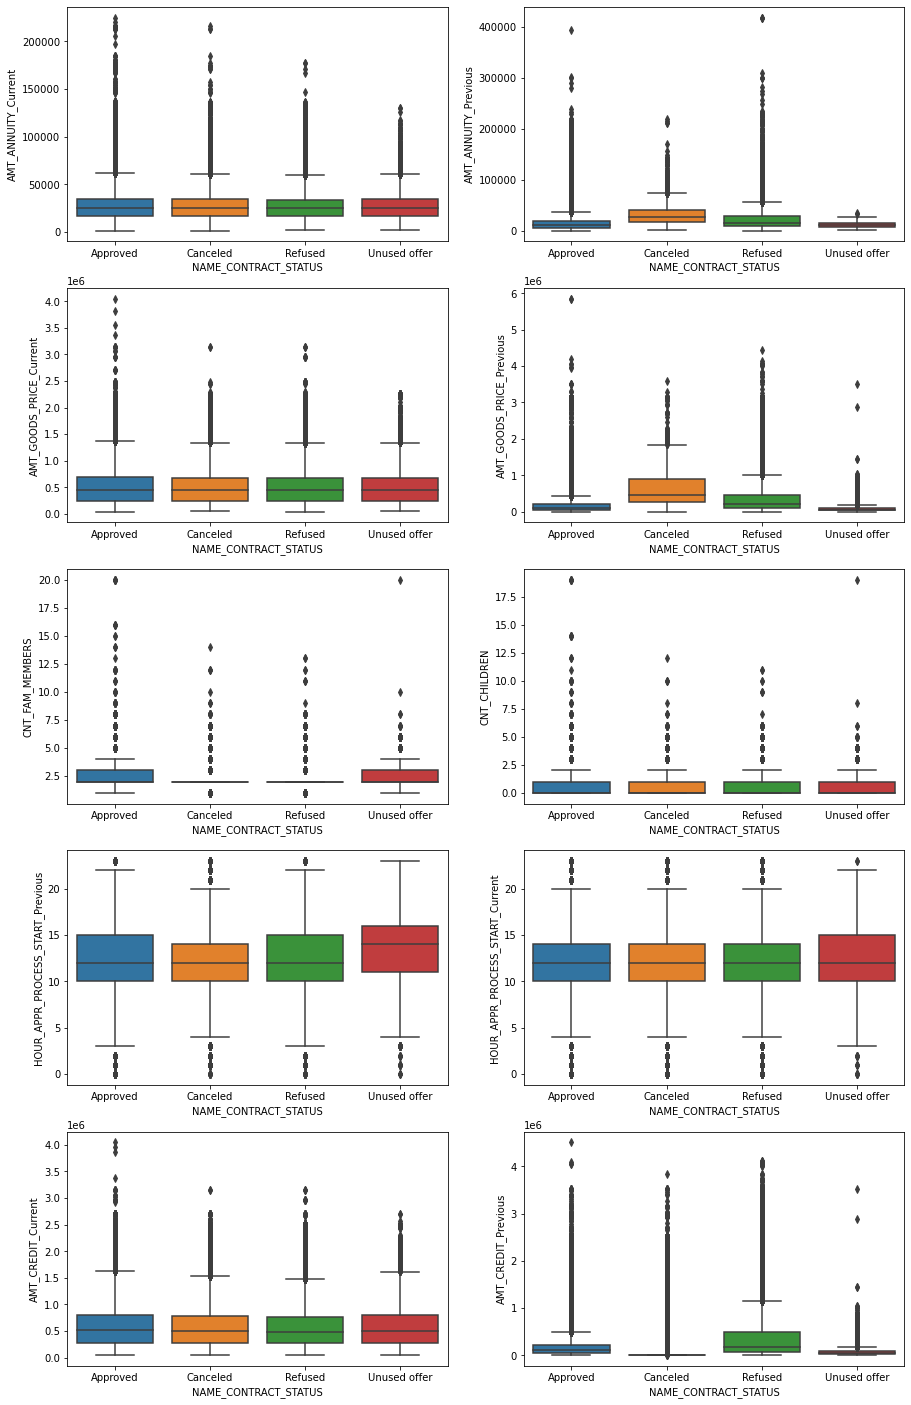 AMT_ANNUITY_Current
200000
150000
100000
50000
0
Approved Canceled Refused Unused offer
NAME_CONTRACT_STATUS
AMT_ANNUITY_Previous
400000
300000
200000
100000
0
Approved Canceled Refused Unused offer
NAME_CONTRACT_STATUS
1e6
AMT_GOODS_PRICE_Current
4.0
3.5
3.0
2.5
2.0
1.5
1.0
0.5
0.0
Approved Canceled Refused Unused offer
NAME_CONTRACT_STATUS
1e6
AMT_GOODS_PRICE_Previous
6
5
4
3
2
1
0
Approved Canceled Refused Unused offer
NAME_CONTRACT_STATUS
CNT_FAM_MEMBERS
20.0
17.5
15.0
12.5
10.0
7.5
5.0
2.5
Approved Canceled Refused Unused offer
NAME_CONTRACT_STATUS
CNT_CHILDREN
17.5
15.0
12.5
10.0
7.5
5.0
2.5
0.0
Approved Canceled Refused Unused offer
NAME_CONTRACT_STATUS
HOUR_APPR_PROCESS_START_Previous
20
15
10
5
0
Approved Canceled Refused Unused offer
NAME_CONTRACT_STATUS
HOUR_APPR_PROCESS_START_Current
20
15
10
5
0
Approved Canceled Refused Unused offer
NAME_CONTRACT_STATUS
1e6
AMT_CREDIT_Current
4.0
3.5
3.0
2.5
2.0
1.5
1.0
0.5
0.0
Approved Canceled Refused Unused offer
NAME_CONTRACT_STATUS
1e6
AMT_CREDIT_Previous
4
3
2
1
0
Approved Canceled Refused Unused offer
NAME_CONTRACT_STATUS